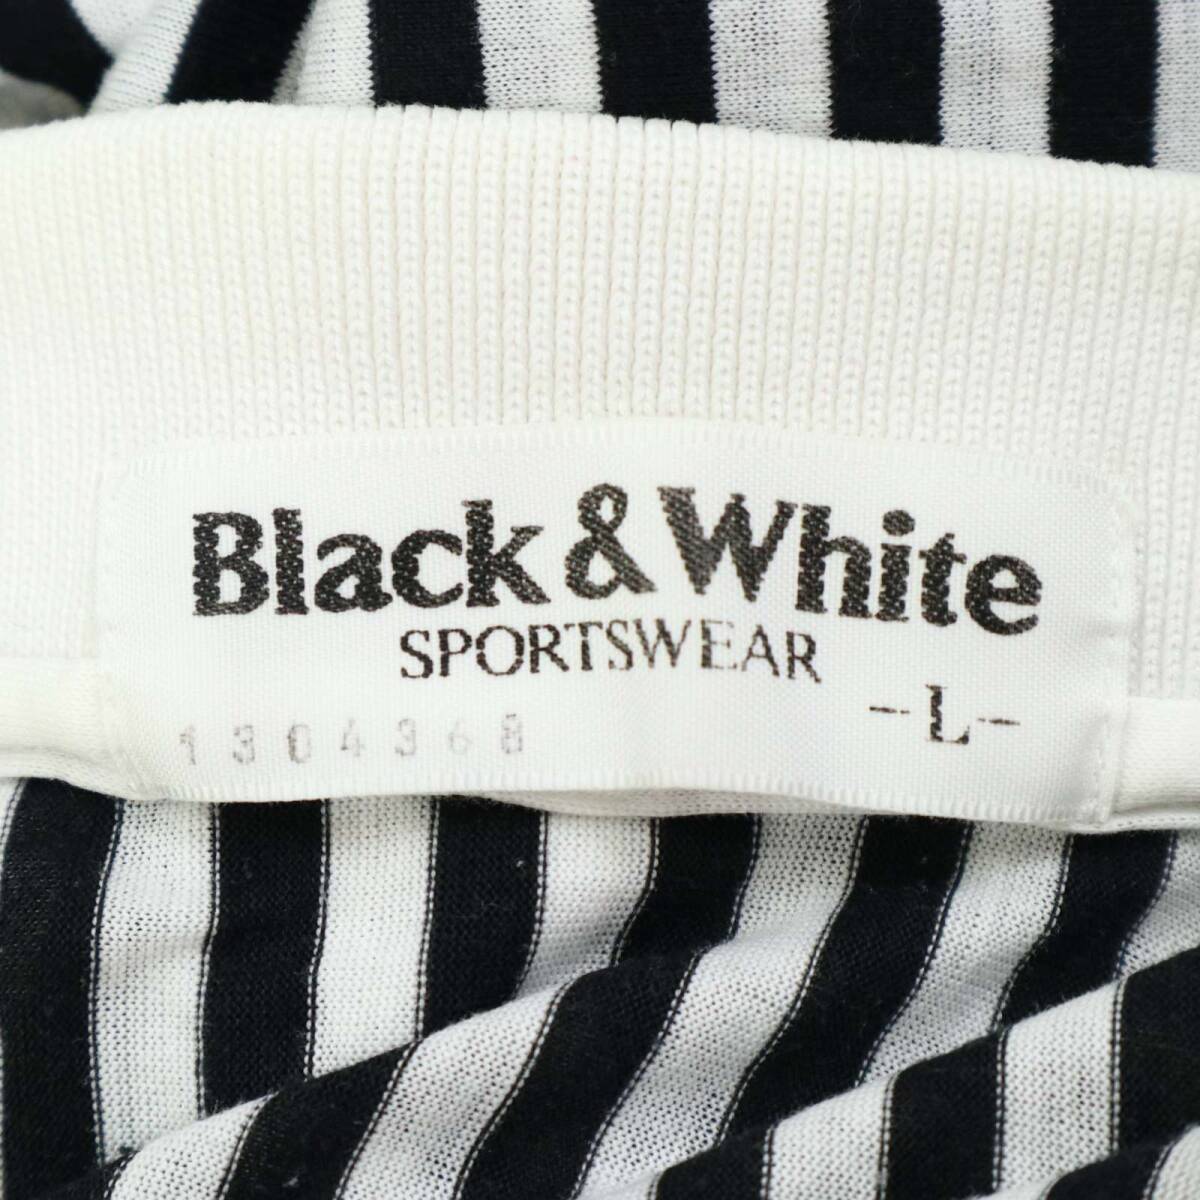 Black & White
SPORTSWEAR
-L-
1304368